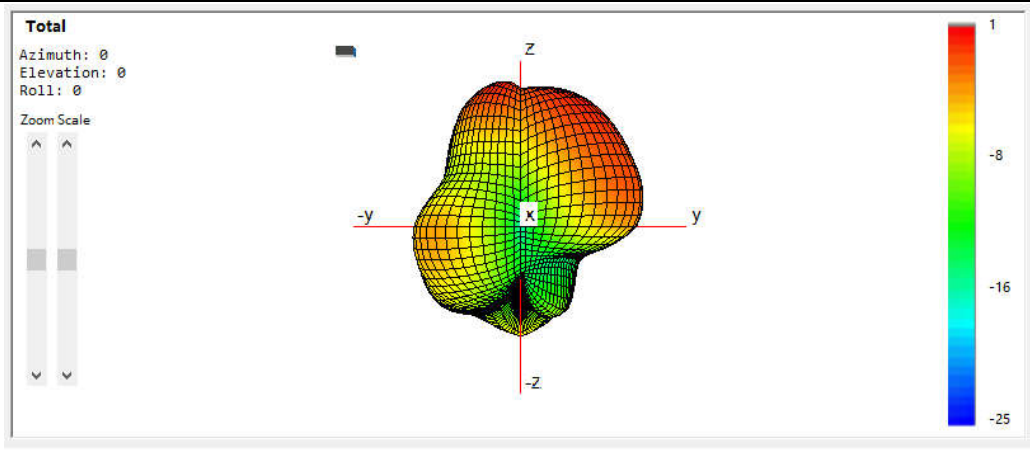 Total
Azimuth: 0
Elevation: 0
Roll: 0
Zoom Scale
Z
-y
x
y
-Z
1
-8
-16
-25